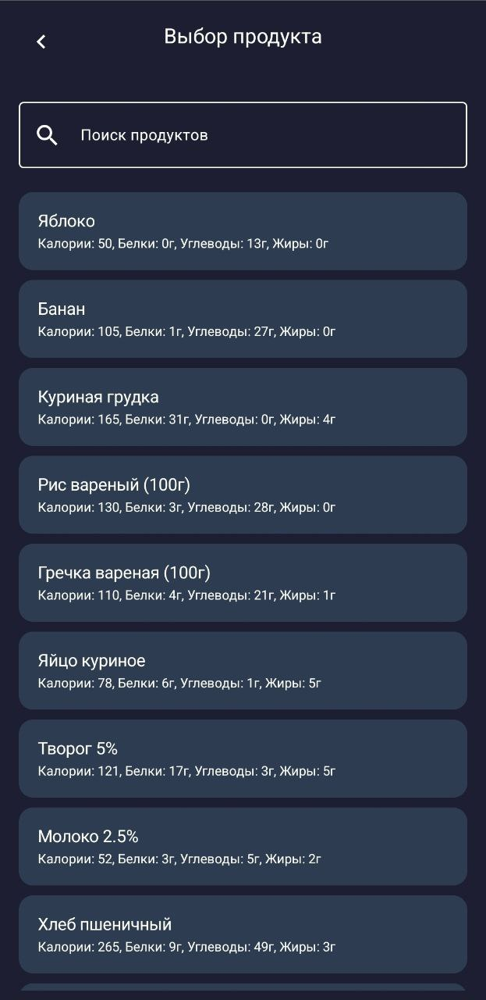 Выбор продукта
Поиск продуктов
Яблоко
Калории: 50, Белки: 0г, Углеводы: 13г, Жиры: 0г
Банан
Калории: 105, Белки: 1г, Углеводы: 27г, Жиры: 0г
Куриная грудка
Калории: 165, Белки: 31г, Углеводы: 0г, Жиры: 4г
Рис вареный (100г)
Калории: 130, Белки: 3г, Углеводы: 28г, Жиры: 0г
Гречка вареная (100г)
Калории: 110, Белки: 4г, Углеводы: 21г, Жиры: 1г
Яйцо куриное
Калории: 78, Белки: 6г, Углеводы: 1г, Жиры: 5г
Творог 5%
Калории: 121, Белки: 17г, Углеводы: 3г, Жиры: 5г
Молоко 2.5%
Калории: 52, Белки: 3г, Углеводы: 5г, Жиры: 2г
Хлеб пшеничный
Калории: 265, Белки: 9г, Углеводы: 49г, Жиры: 3г